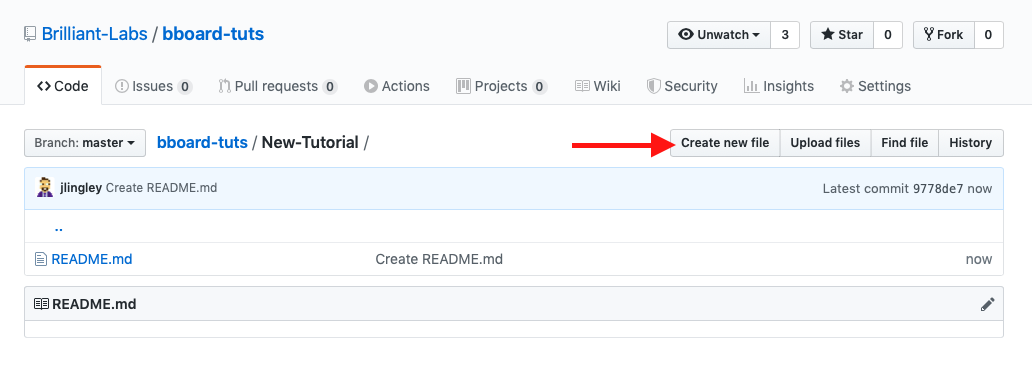 Brilliant-Labs / bboard-tuts Unwatch 3 Star 0 Fork 0
Code Issues 0 Pull requests 0 Actions Projects 0 Wiki Security Insights Settings
Branch: master bboard-tuts / New-Tutorial / Create new file Upload files Find file History
jlingley Create README.md Latest commit 9778de7 now
..
README.md Create README.md now
README.md